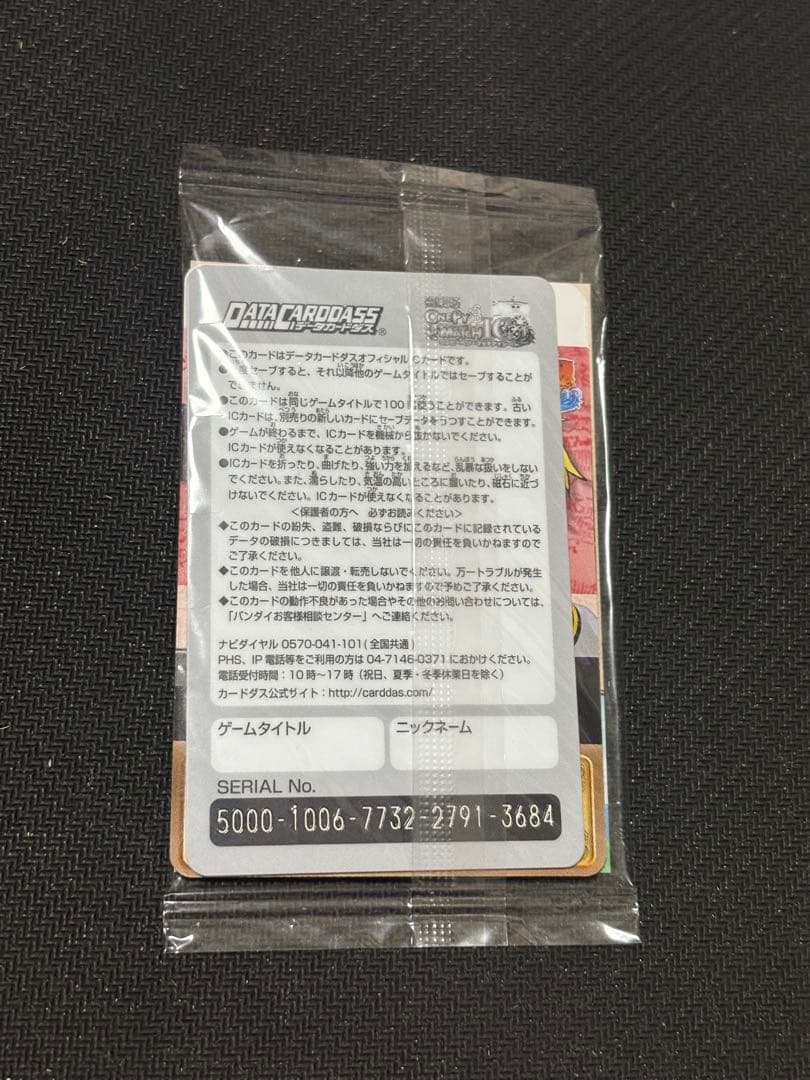 DATACARDDASS
データカードダス®
ONEPY
MATCH IC
●このカードはデータカードダスオフィシャルICカードです。
度セーブすると、それ以降他のゲームタイトルではセーブすることが
できません。
●このカードは同じゲームタイトルで100 使うことができます。古い
ICカードは、別売りの新しいカードにセーブデータをうつすことができます。
●ゲームが終わるまで、ICカードを機械から抜かないでください。
ICカードが使えなくなることがあります。
●ICカードを折ったり、曲げたり、強い力を加えるなど、乱暴な扱いをしない
でください。また、濡らしたり、気温の高いところに置いたり、磁石に近づ
けないでください。ICカードが使えなくなることがあります。
<保護者の方へ 必ずお読みください>
◆このカードの紛失、盗難、破損ならびにこのカードに記録されている
データの破損につきましては、当社は一切の責任を負いかねますので
ご了承ください。
◆このカードを他人に譲渡・転売しないでください。万一トラブルが発生
した場合、当社は一切の責任を負いかねますので予めご了承ください。
◆このカードの動作不良があった場合やその他のお問い合わせについては、
「バンダイお客様相談センター」へご連絡ください。
ナビダイヤル 0570-041-101(全国共通)
PHS、IP電話等をご利用の方は 04-7146-0371 におかけください。
電話受付時間:10時〜17時(祝日、夏季・冬季休業日を除く)
カードダス公式サイト:http://carddas.com/
ゲームタイトル ニックネーム
SERIAL No.
5000-1006-7732-2791-3684